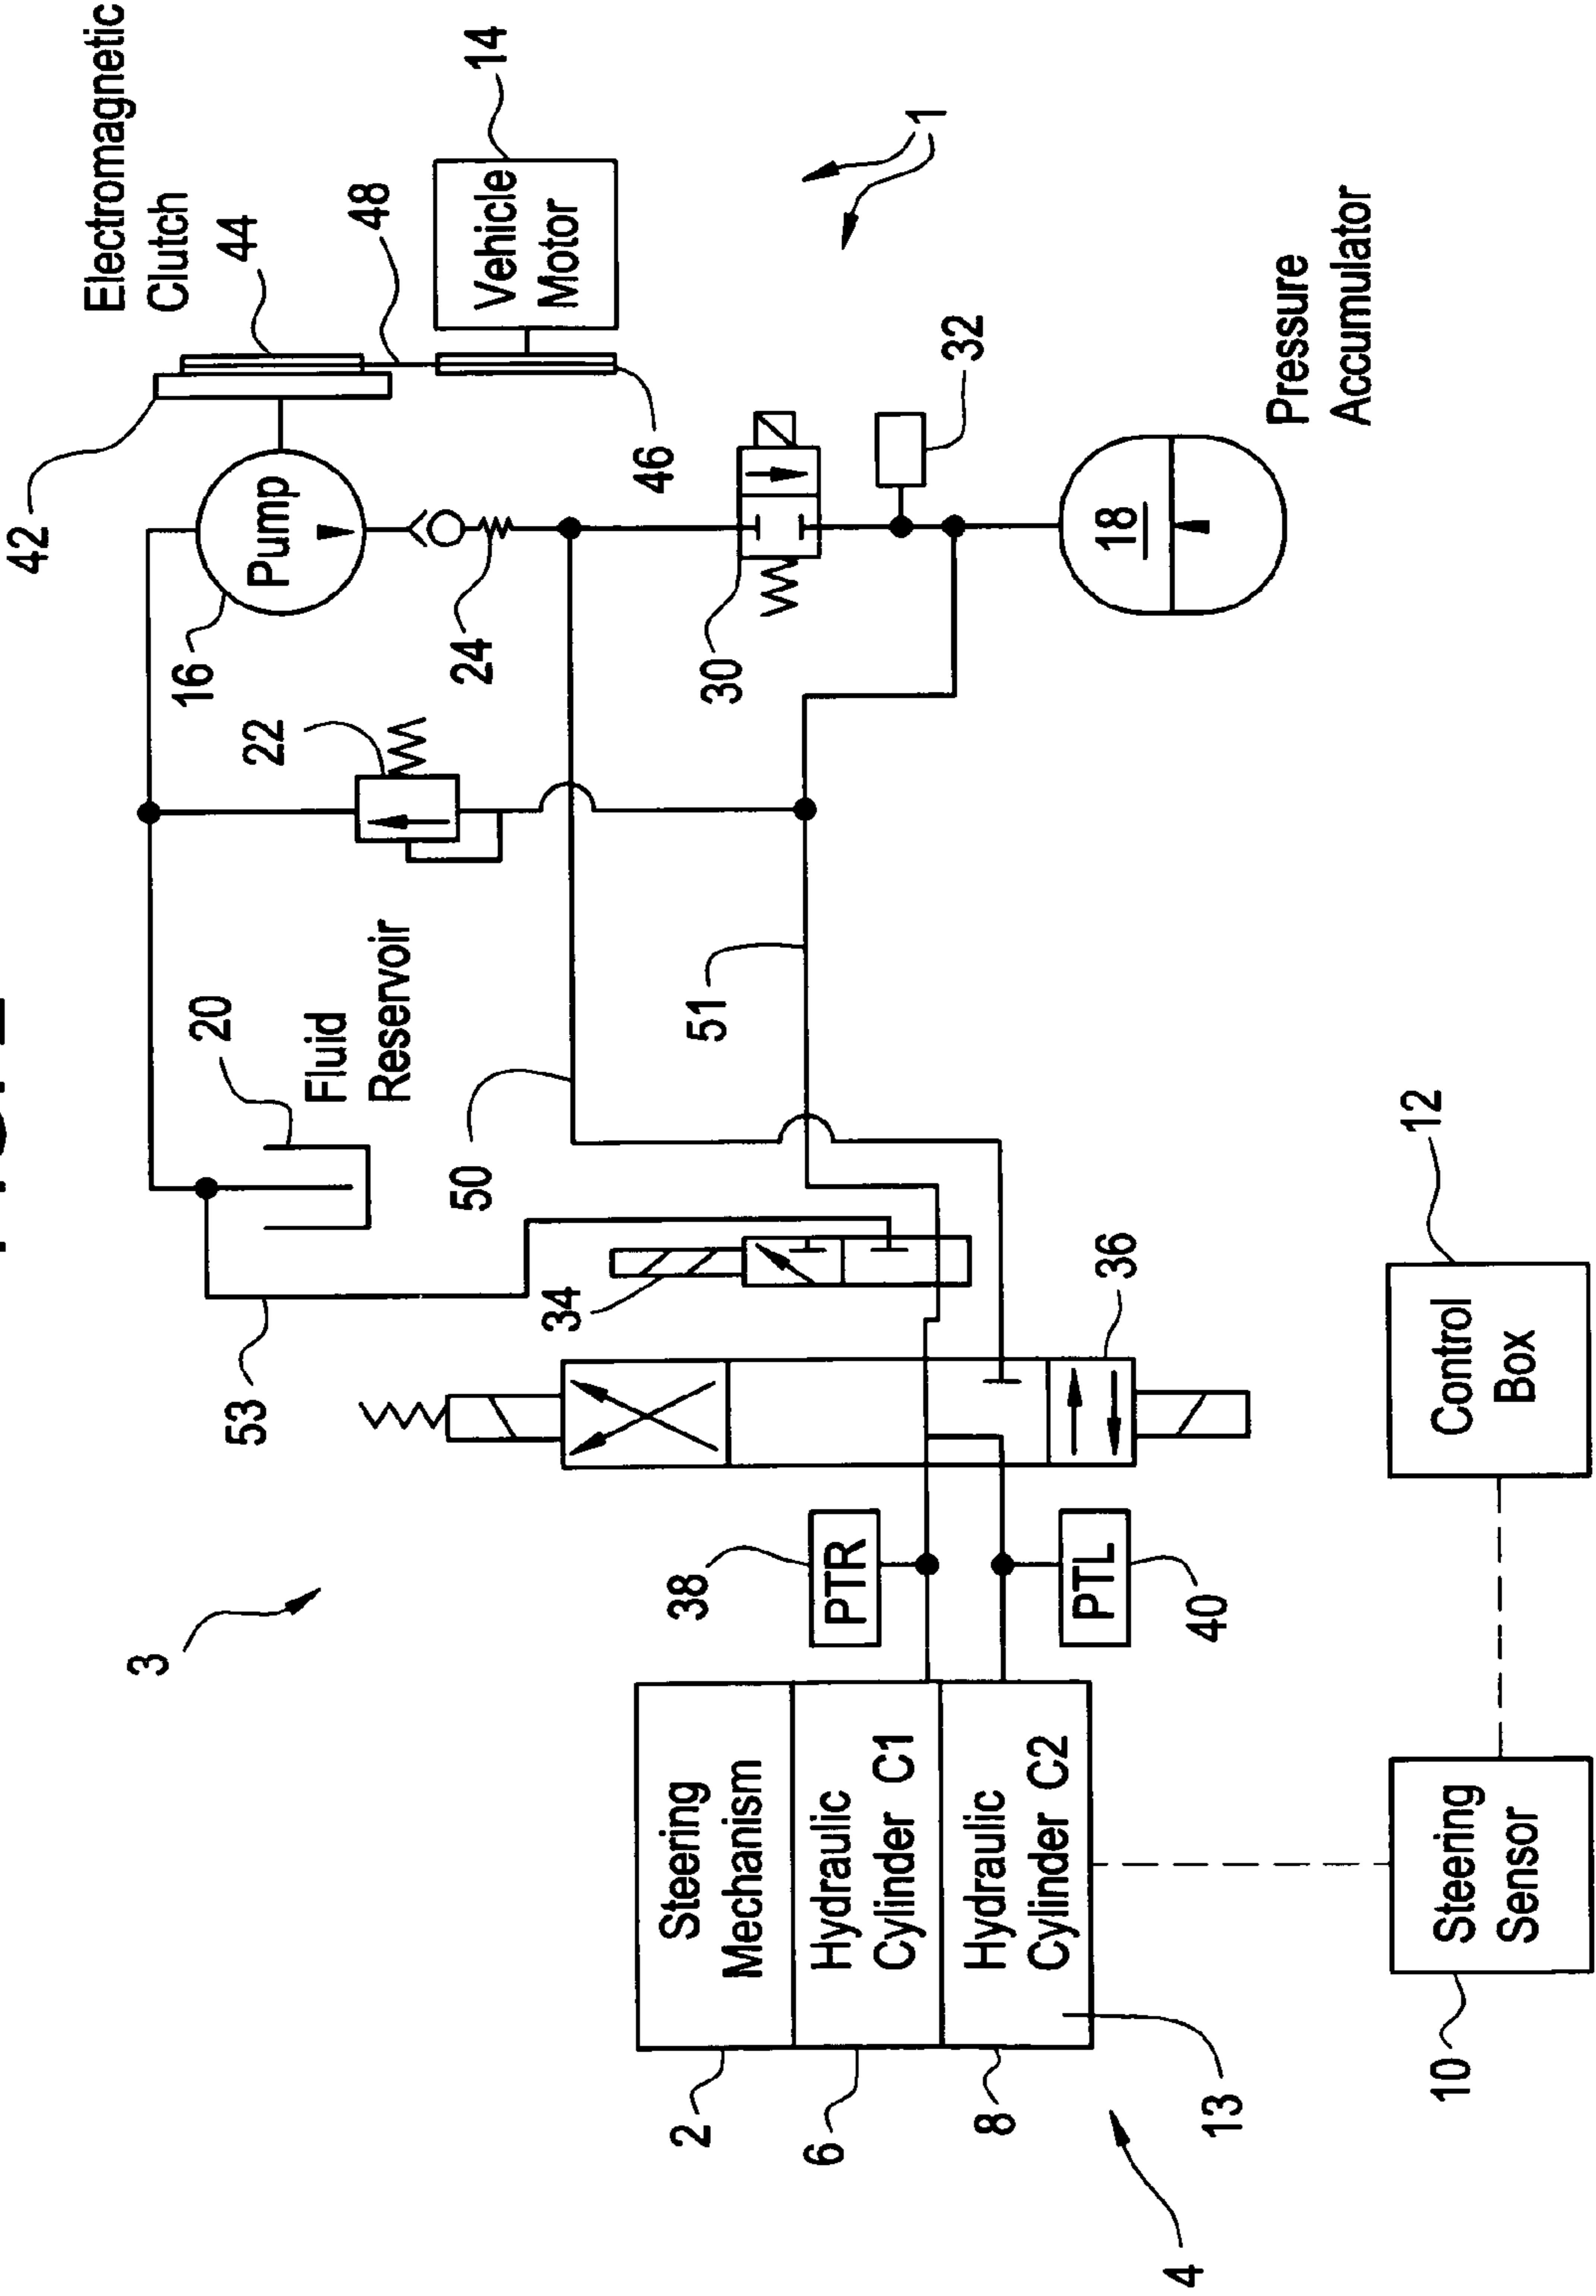 42
Electromagnetic
Clutch
3
20
16
44
53
22
Pump
Fluid
Reservoir
48
50
24
14
Vehicle
Motor
34
46
2
Steering
Mechanism
38
51
30
6
Hydraulic
Cylinder C1
PTR
1
32
8
Hydraulic
Cylinder C2
PTL
36
18
4
13
40
Pressure
Accumulator
12
Control
Box
10
Steering
Sensor